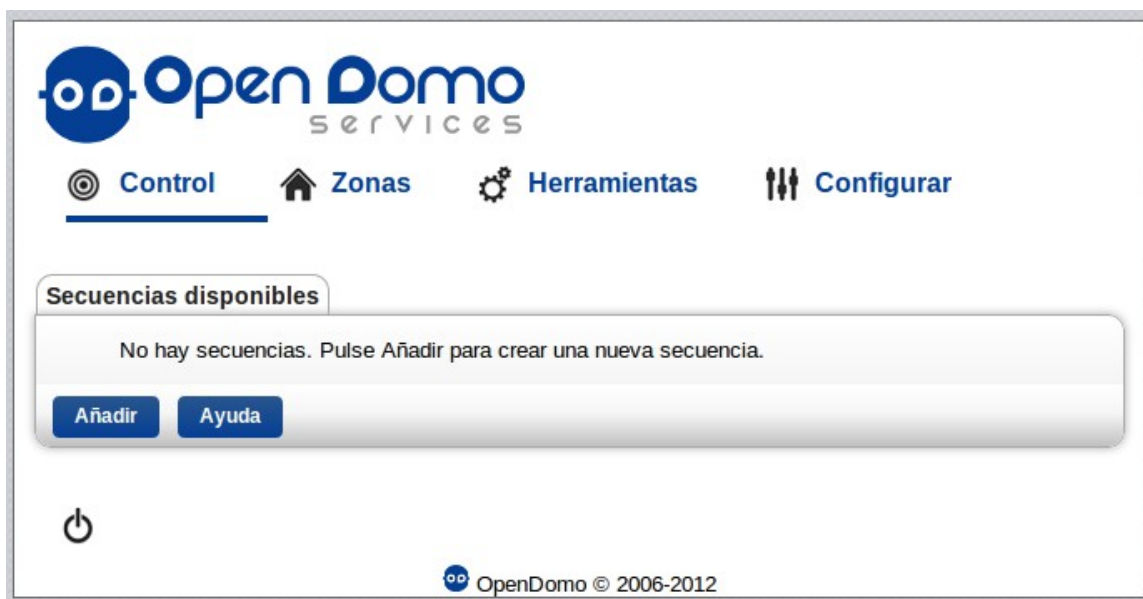 Open Domo
services
Control Zonas Herramientas Configurar
Secuencias disponibles
No hay secuencias. Pulse Añadir para crear una nueva secuencia.
Añadir Ayuda
OpenDomo © 2006-2012